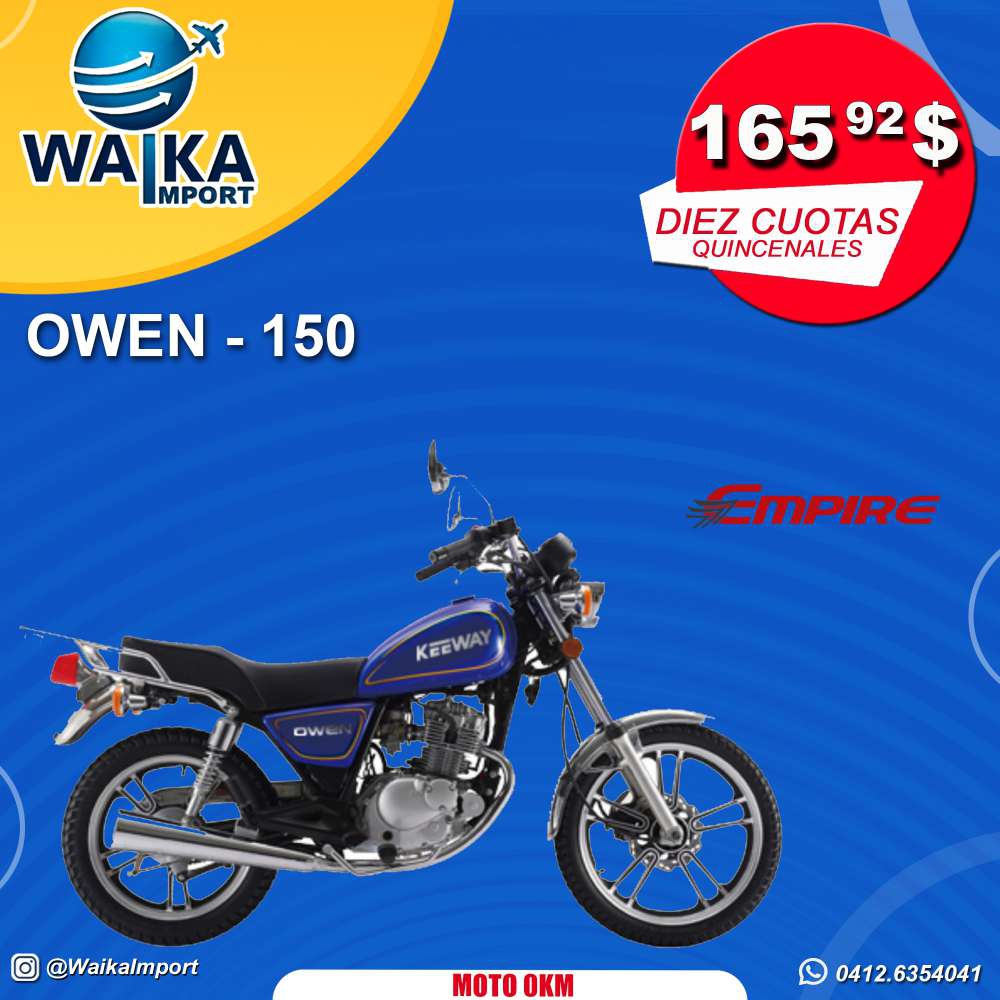 WAIKA
IMPORT
165 92 $
DIEZ CUOTAS
QUINCENALES
OWEN - 150
EMPIRE
KEEWAY
OWEN
@WaikaImport
MOTO 0KM
0412.6354041